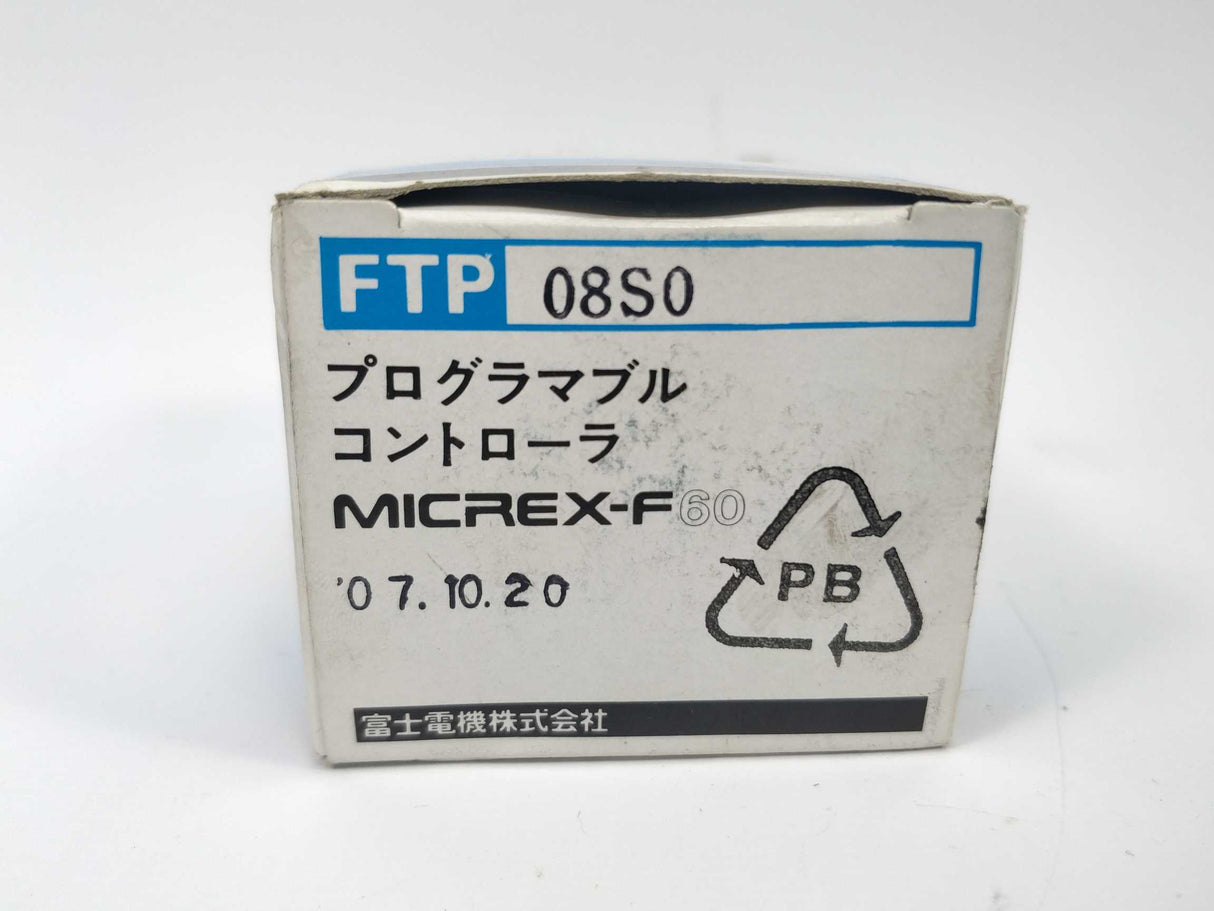 FTP 08S0
プログラマブル
コントローラ
MICREX-F60
'07.10.20
PB
富士電機株式会社